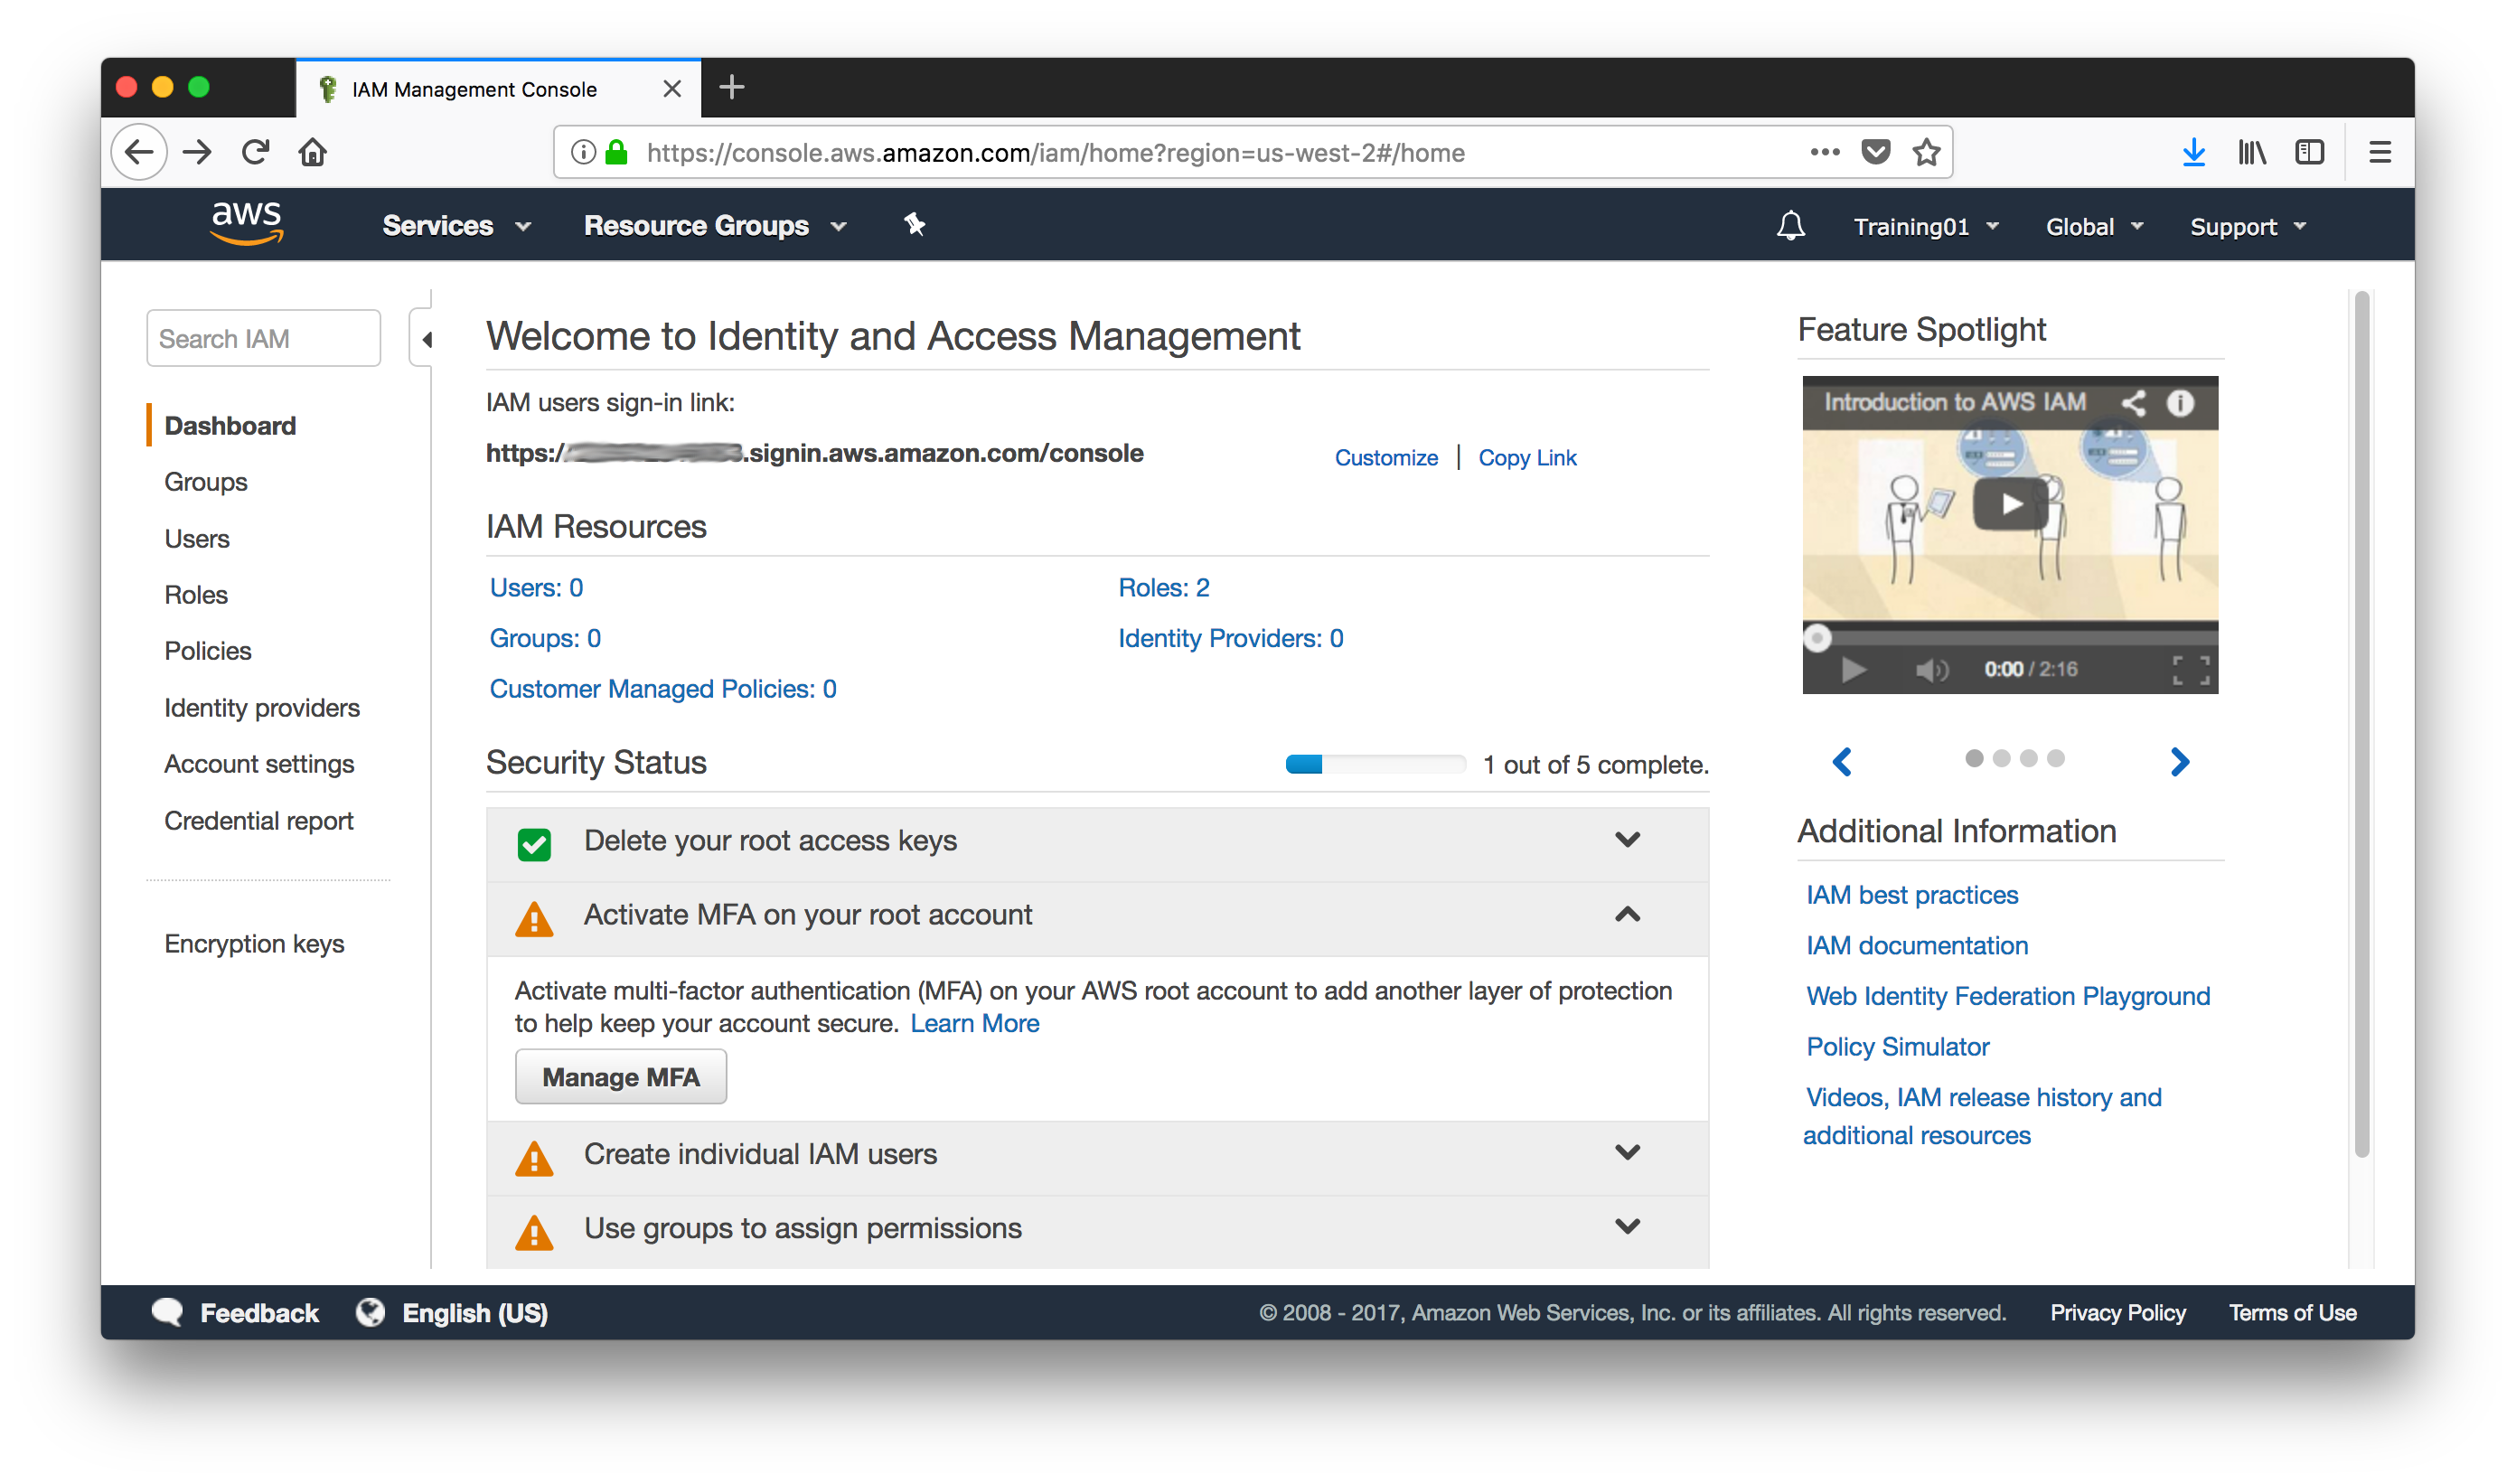 IAM Management Console
https://console.aws.amazon.com/iam/home?region=us-west-2#/home
aws
Services
Resource Groups
Training01
Global
Support
Search IAM
Dashboard
Groups
Users
Roles
Policies
Identity providers
Account settings
Credential report
Encryption keys
Welcome to Identity and Access Management
IAM users sign-in link:
https:/ .signin.aws.amazon.com/console
Customize | Copy Link
IAM Resources
Users: 0
Roles: 2
Groups: 0
Identity Providers: 0
Customer Managed Policies: 0
Security Status
1 out of 5 complete.
Delete your root access keys
Activate MFA on your root account
Activate multi-factor authentication (MFA) on your AWS root account to add another layer of protection
to help keep your account secure. Learn More
Manage MFA
Create individual IAM users
Use groups to assign permissions
Feature Spotlight
Introduction to AWS IAM
0:00 / 2:16
Additional Information
IAM best practices
IAM documentation
Web Identity Federation Playground
Policy Simulator
Videos, IAM release history and
additional resources
Feedback
English (US)
© 2008 - 2017, Amazon Web Services, Inc. or its affiliates. All rights reserved.
Privacy Policy
Terms of Use